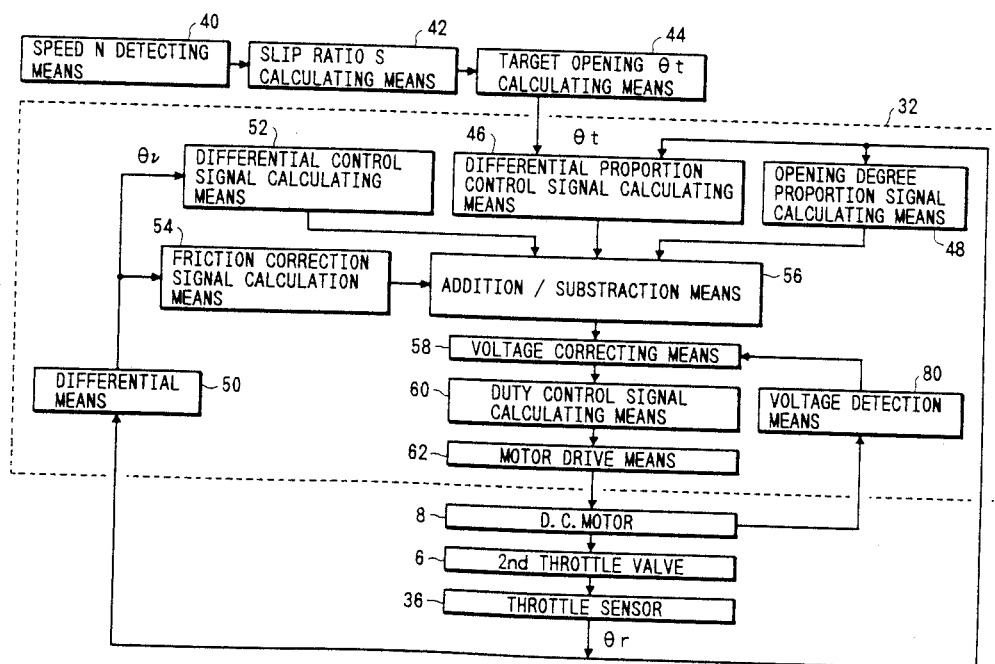 40
SPEED N DETECTING
MEANS
42
SLIP RATIO S
CALCULATING MEANS
44
TARGET OPENING θt
CALCULATING MEANS
32
θt
52
DIFFERENTIAL CONTROL
SIGNAL CALCULATING
MEANS
θν
46
DIFFERENTIAL PROPORTION
CONTROL SIGNAL CALCULATING
MEANS
OPENING DEGREE
PROPORTION SIGNAL
CALCULATING MEANS
48
54
FRICTION CORRECTION
SIGNAL CALCULATION
MEANS
ADDITION / SUBSTRACTION MEANS
56
58
VOLTAGE CORRECTING MEANS
DIFFERENTIAL
MEANS
50
60
DUTY CONTROL SIGNAL
CALCULATING MEANS
80
VOLTAGE DETECTION
MEANS
62
MOTOR DRIVE MEANS
8
D.C.MOTOR
6
2nd THROTTLE VALVE
36
THROTTLE SENSOR
θr